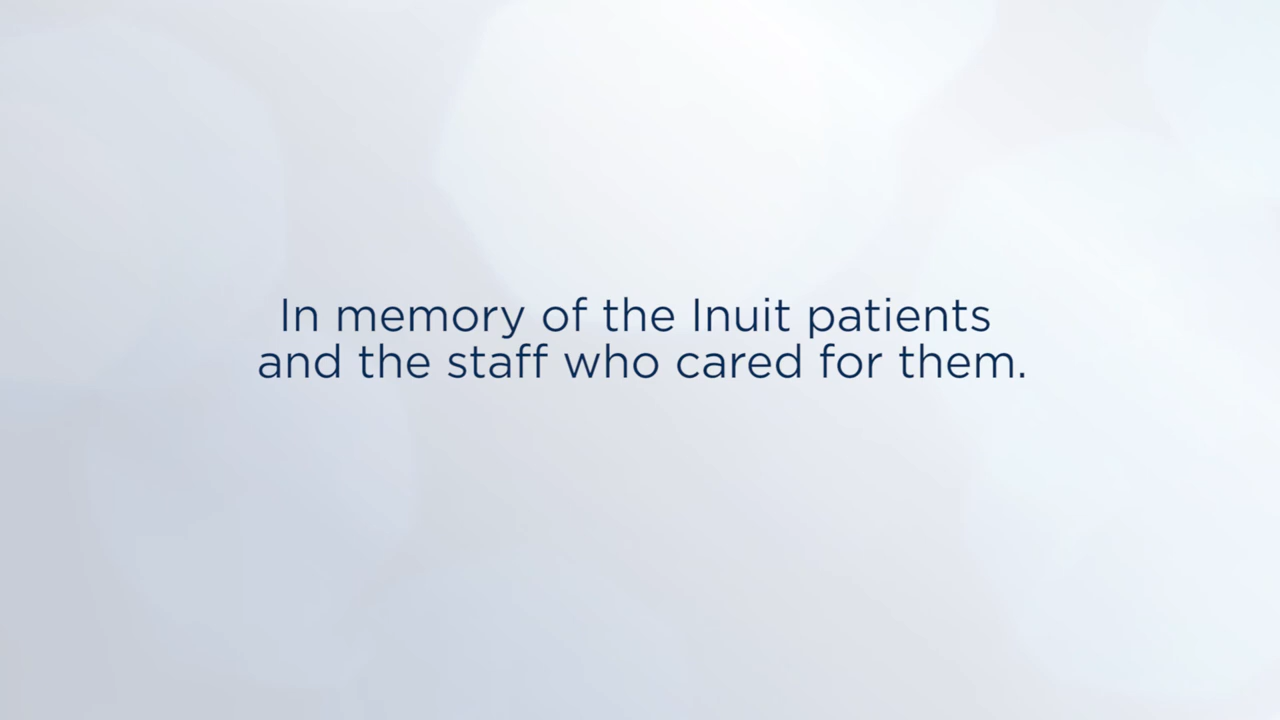 In memory of the Inuit patients
and the staff who cared for them.